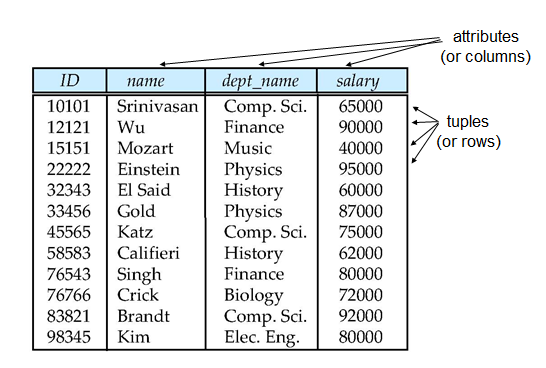 attributes
(or columns)
ID name dept_name salary
10101 Srinivasan Comp. Sci. 65000
12121 Wu Finance 90000
15151 Mozart Music 40000
22222 Einstein Physics 95000
32343 El Said History 60000
33456 Gold Physics 87000
45565 Katz Comp. Sci. 75000
58583 Califieri History 62000
76543 Singh Finance 80000
76766 Crick Biology 72000
83821 Brandt Comp. Sci. 92000
98345 Kim Elec. Eng. 80000
tuples
(or rows)